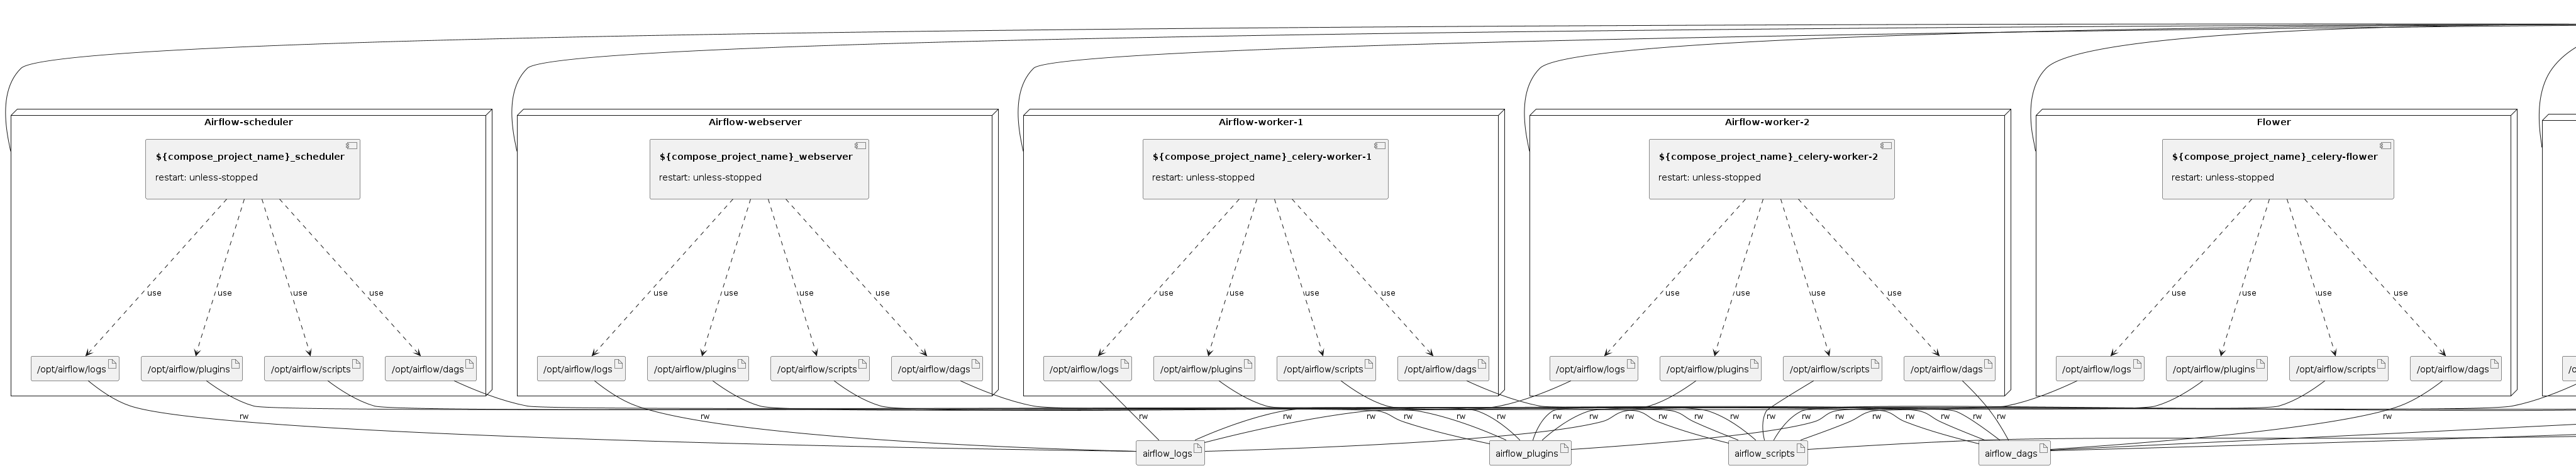 Airflow-scheduler
${compose_project_name}_scheduler
restart: unless-stopped
use use use use
/opt/airflow/logs /opt/airflow/plugins /opt/airflow/scripts /opt/airflow/dags
Airflow-webserver
${compose_project_name}_webserver
restart: unless-stopped
use use use use
/opt/airflow/logs /opt/airflow/plugins /opt/airflow/scripts /opt/airflow/dags
Airflow-worker-1
${compose_project_name}_celery-worker-1
restart: unless-stopped
use use use use
/opt/airflow/logs /opt/airflow/plugins /opt/airflow/scripts /opt/airflow/dags
Airflow-worker-2
${compose_project_name}_celery-worker-2
restart: unless-stopped
use use use use
/opt/airflow/logs /opt/airflow/plugins /opt/airflow/scripts /opt/airflow/dags
Flower
${compose_project_name}_celery-flower
restart: unless-stopped
use use use use
/opt/airflow/logs /opt/airflow/plugins /opt/airflow/scripts /opt/airflow/dags
rw rw rw rw rw rw rw rw rw rw rw rw rw rw rw rw rw rw rw rw rw
airflow_logs airflow_plugins airflow_scripts airflow_dags